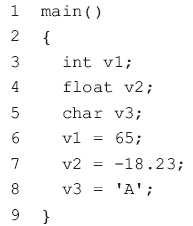 1 main()
2 {
3 int v1;
4 float v2;
5 char v3;
6 v1 = 65;
7 v2 = -18.23;
8 v3 = 'A';
9 }